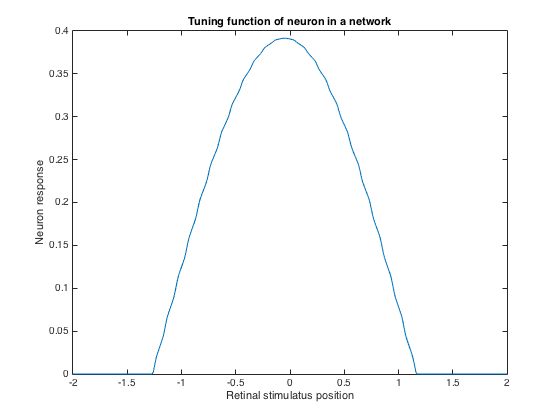 Tuning function of neuron in a network
0.4
0.35
0.3
0.25
0.2
0.15
0.1
0.05
0
Neuron response
-2 -1.5 -1 -0.5 0 0.5 1 1.5 2
Retinal stimulatus position